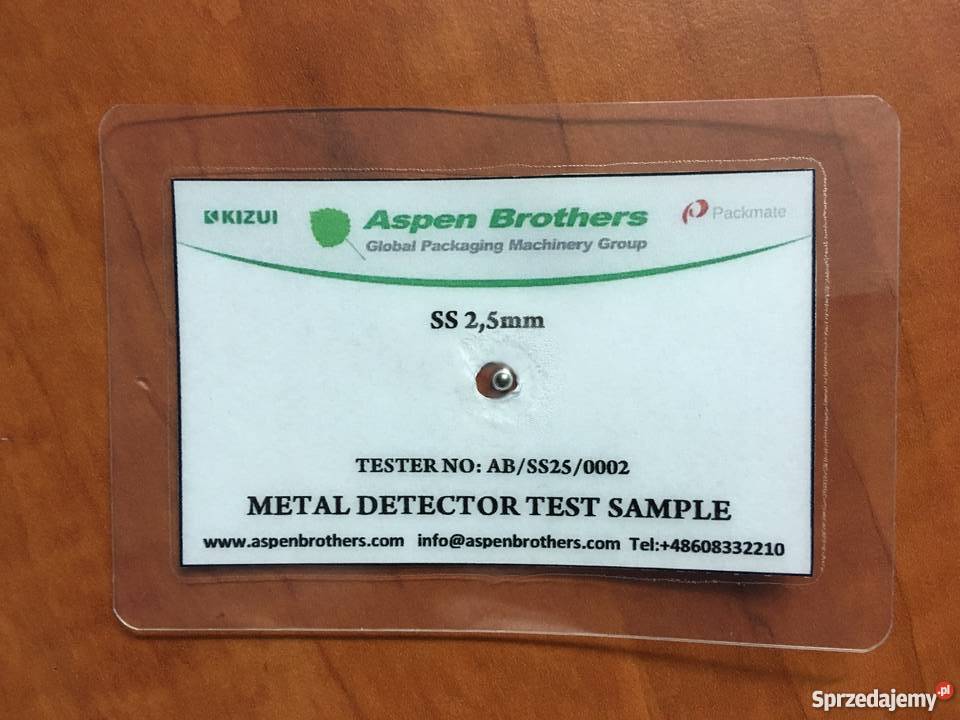 KIZUI
Aspen Brothers
Packmate
Global Packaging Machinery Group
SS 2,5mm
TESTER NO: AB/SS25/0002
METAL DETECTOR TEST SAMPLE
www.aspenbrothers.com info@aspenbrothers.com Tel:+48608332210
Sprzedajemy.pl